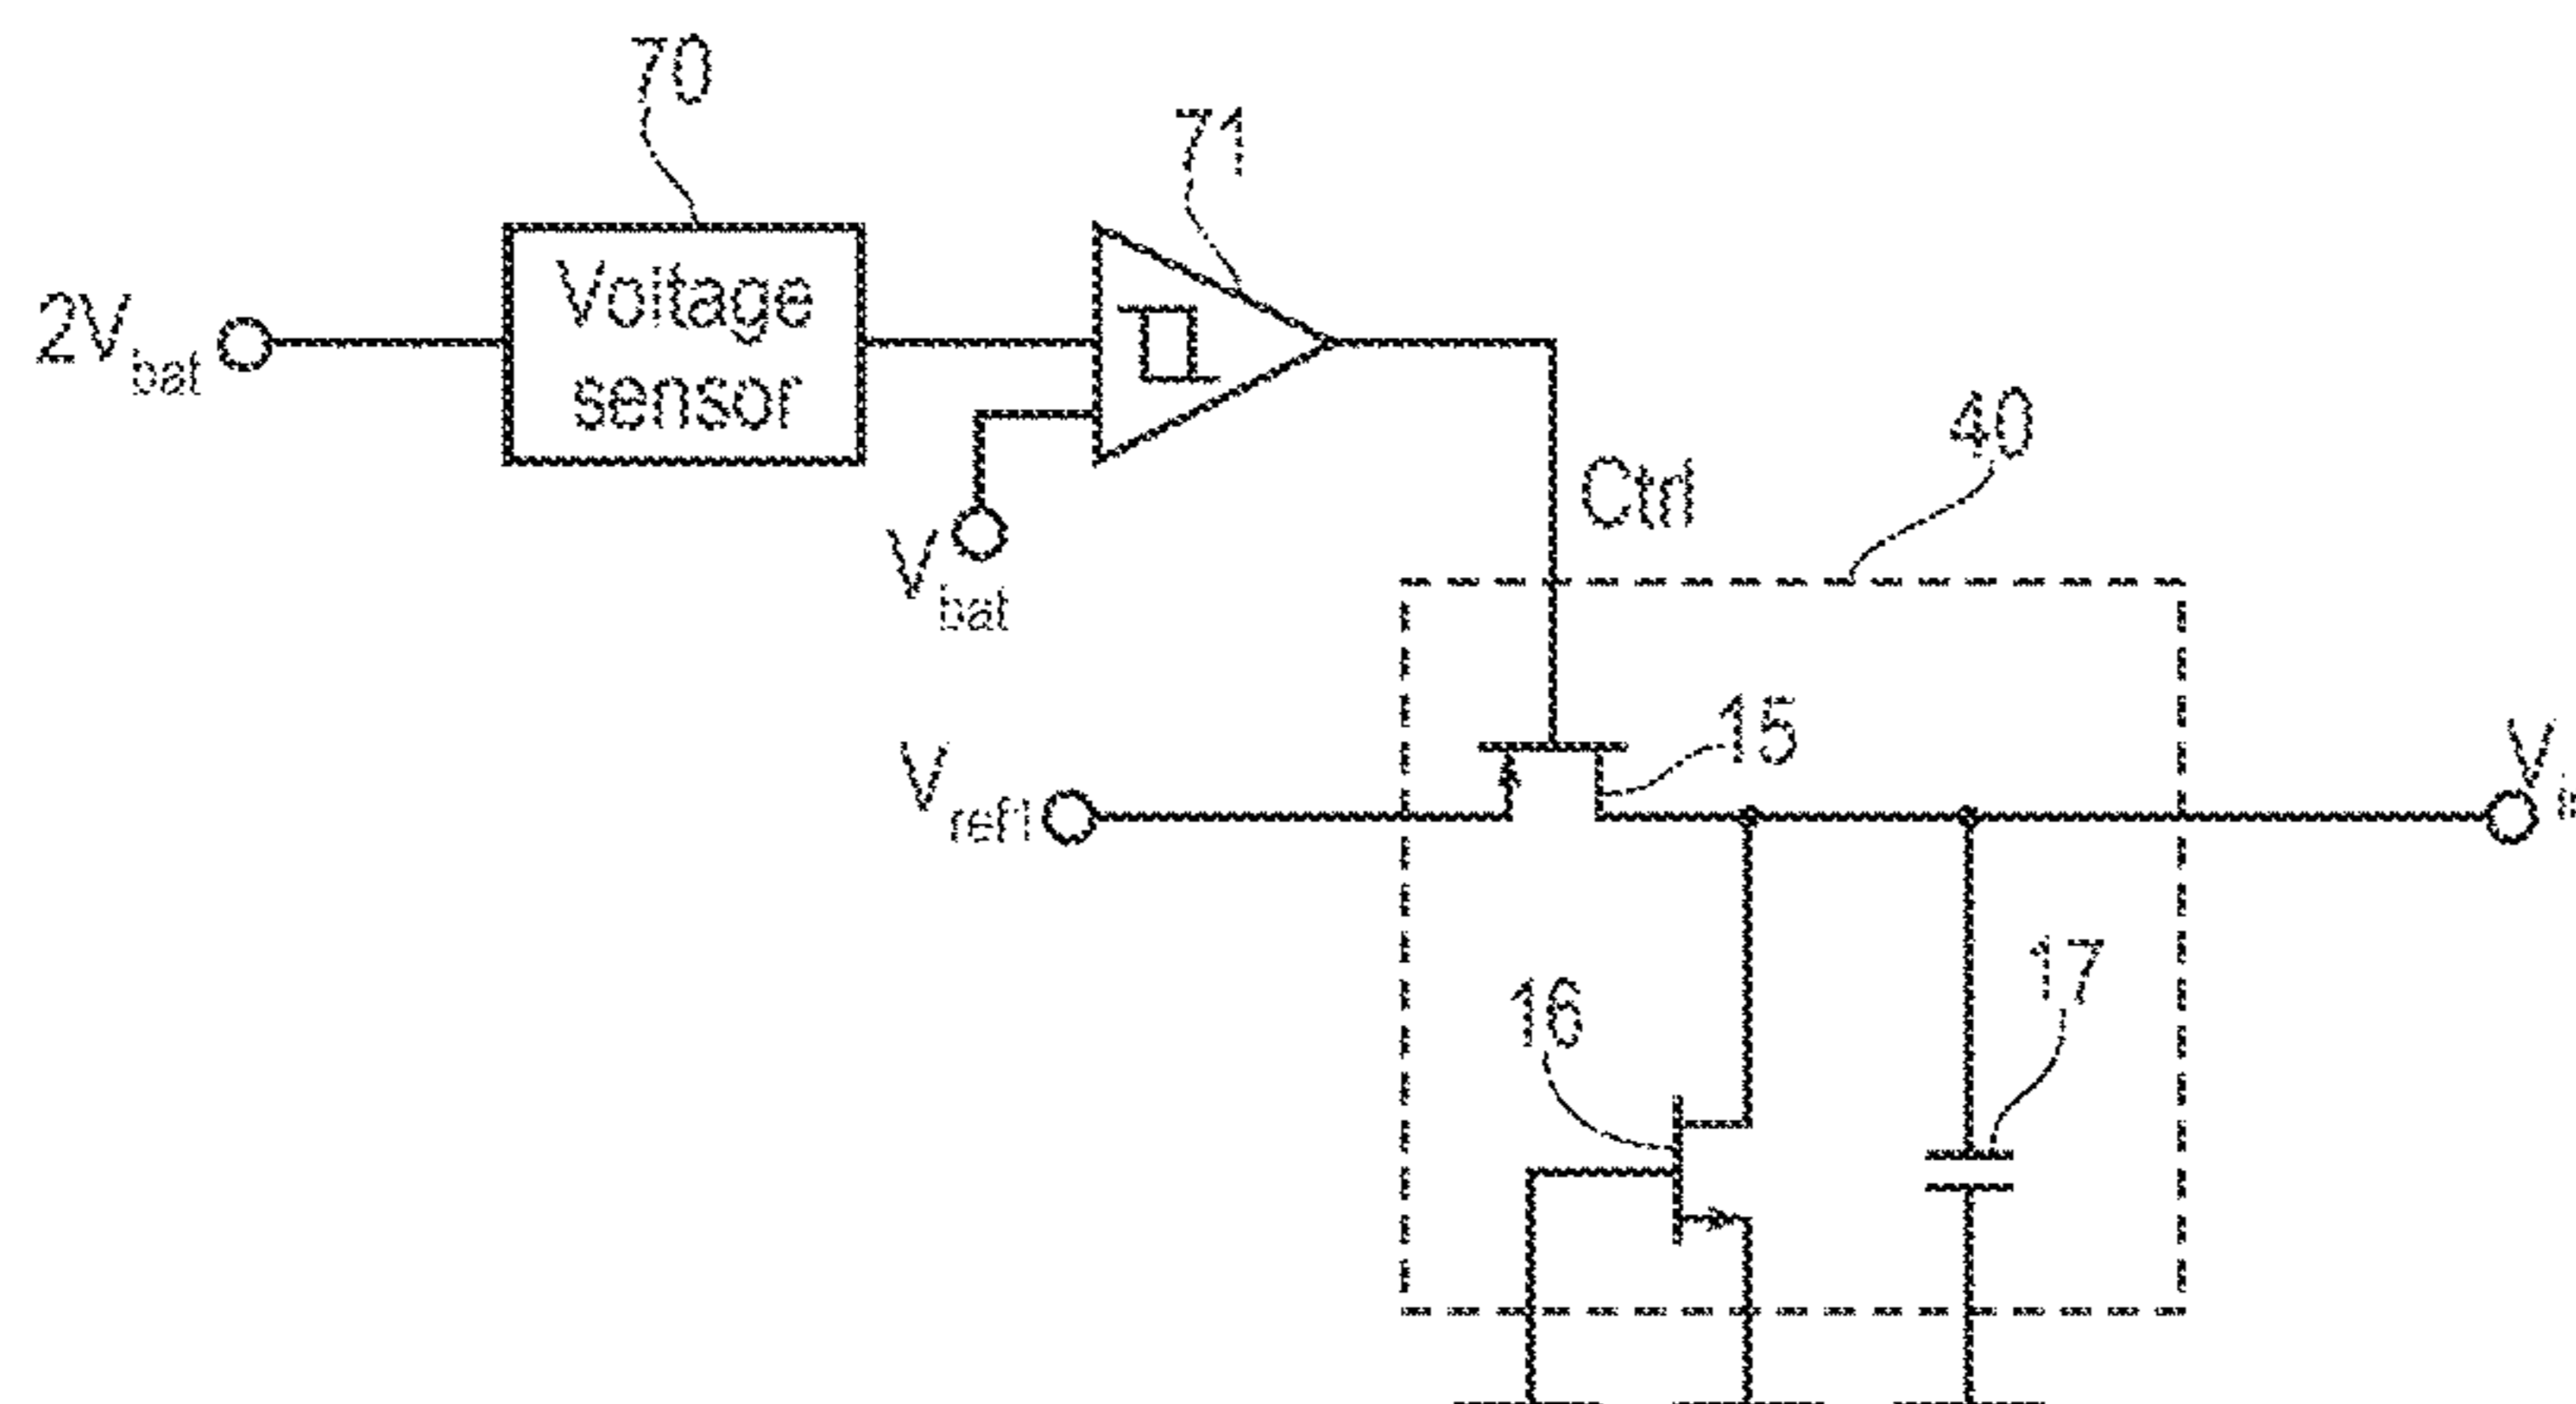 70
71
2Vbat
Voltage
sensor
Vbat
Ctrl
40
15
Vref1
16
17